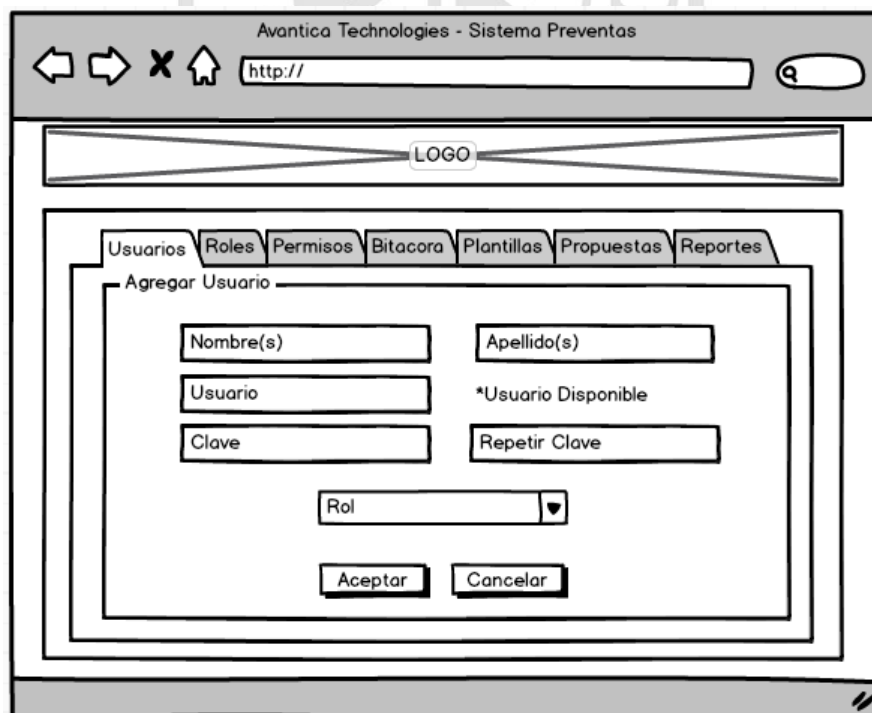 Avantica Technologies - Sistema Preventas
http://
LOGO
Usuarios Roles Permisos Bitacora Plantillas Propuestas Reportes
Agregar Usuario
Nombre(s) Apellido(s)
Usuario *Usuario Disponible
Clave Repetir Clave
Rol
Aceptar Cancelar